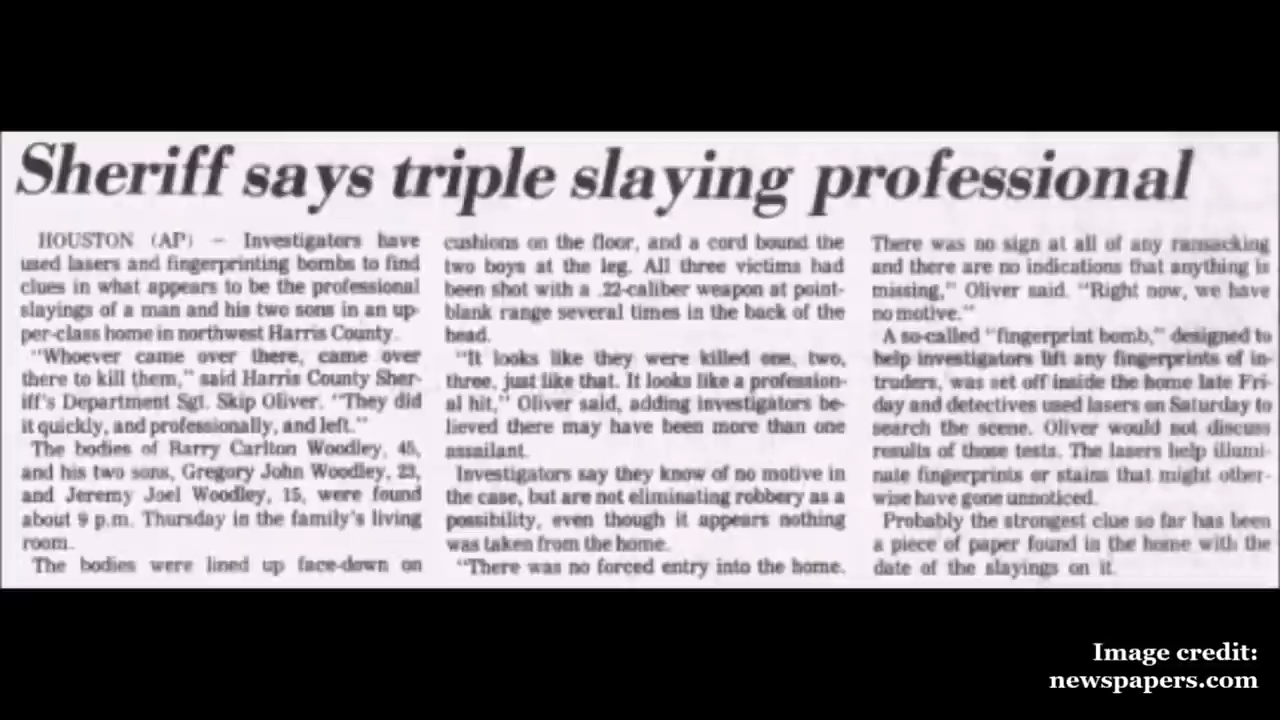 Sheriff says triple slaying professional
HOUSTON (AP) — Investigators have
used lasers and fingerprinting bombs to find
clues in what appears to be the professional
slayings of a man and his two sons in an up-
per-class home in northwest Harris County.
"Whoever came over there, came over
there to kill them," said Harris County Sher-
iff's Department Sgt. Skip Oliver. "They did
it quickly, and professionally, and left."
The bodies of Barry Carlton Woodley, 45,
and his two sons, Gregory John Woodley, 23,
and Jeremy Joel Woodley, 15, were found
about 9 p.m. Thursday in the family's living
room.
The bodies were lined up face-down on
cushions on the floor, and a cord bound the
two boys at the leg. All three victims had
been shot with a .22-caliber weapon at point-
blank range several times in the back of the
head.
"It looks like they were killed one, two,
three, just like that. It looks like a profession-
al hit," Oliver said, adding investigators be-
lieved there may have been more than one
assailant.
Investigators say they know of no motive in
the case, but are not eliminating robbery as a
possibility, even though it appears nothing
was taken from the home.
"There was no forced entry into the home.
There was no sign at all of any ransacking
and there are no indications that anything is
missing," Oliver said. "Right now, we have
no motive."
A so-called "fingerprint bomb," designed to
help investigators lift any fingerprints of in-
truders, was set off inside the home late Fri-
day and detectives used lasers on Saturday to
search the scene. Oliver would not discuss
results of those tests. The lasers help illumi-
nate fingerprints or stains that might other-
wise have gone unnoticed.
Probably the strongest clue so far has been
a piece of paper found in the home with the
date of the slayings on it.
Image credit:
newspapers.com